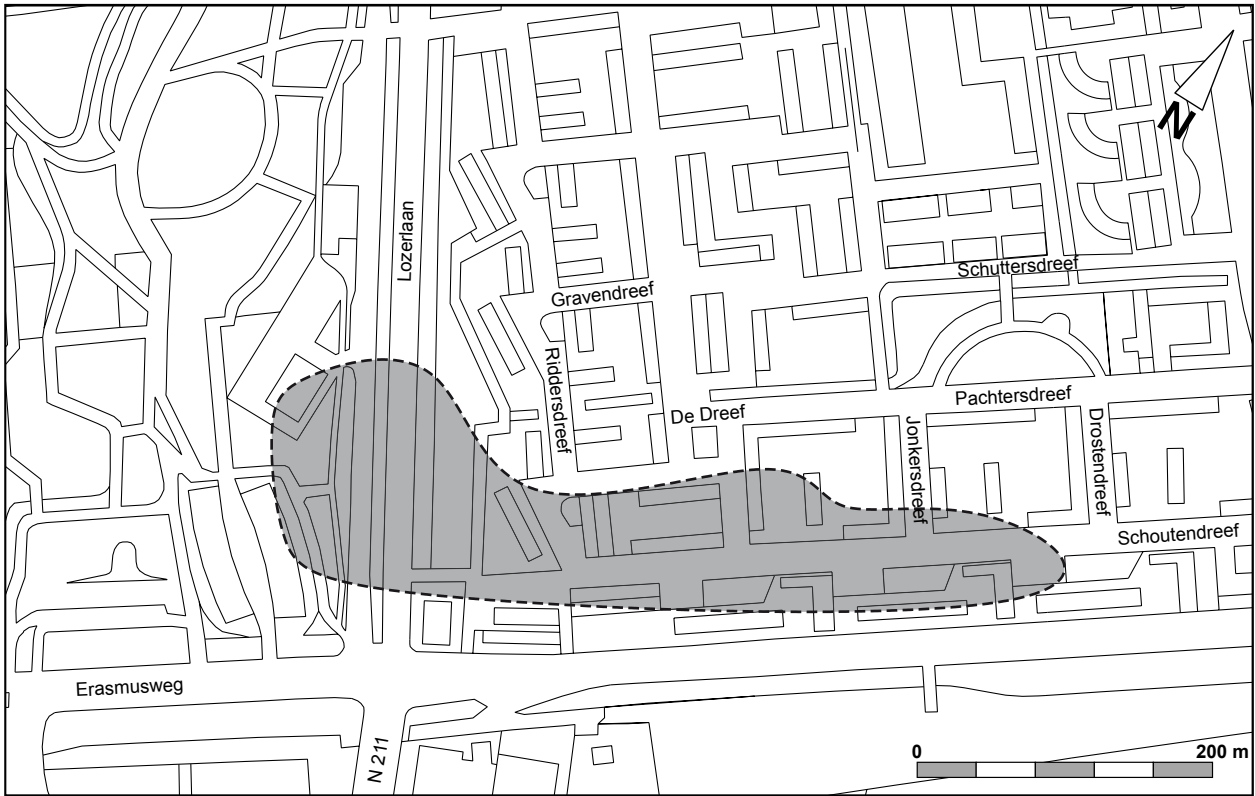 N
Lozerlaan
Schuttersdreef
Gravendreef
Riddersdreef
Pachtersdreef
De Dreef
Jonkersdreef
Drostendreef
Schoutendreef
Erasmusweg
N 211
0 200 m